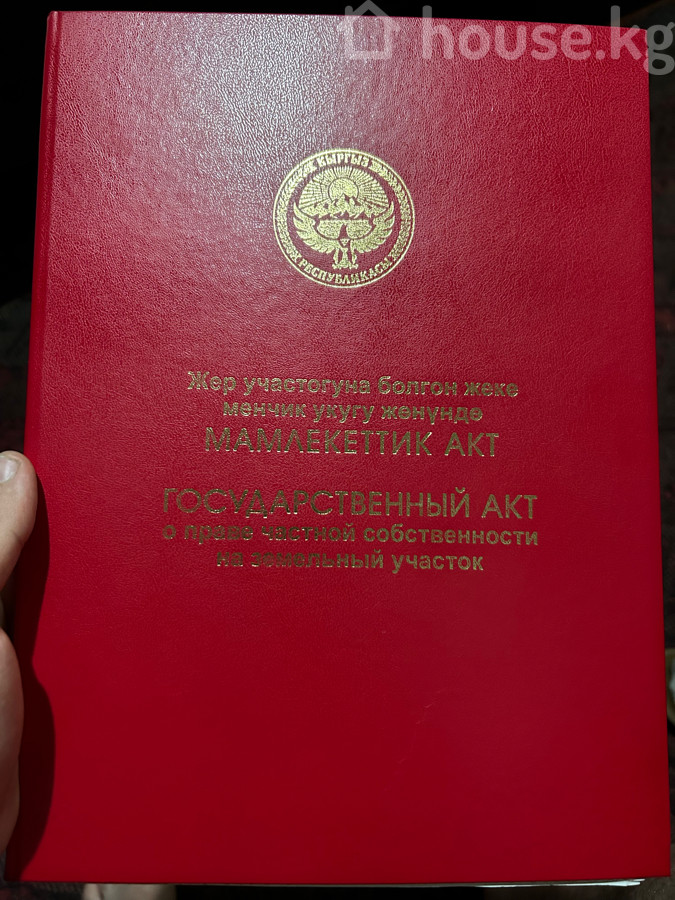 house.kg
КЫРГЫЗ
РЕСПУБЛИКАСЫ
Жер участогуна болгон жеке
менчик укугу жөнүндө
МАМЛЕКЕТТИК АКТ
ГОСУДАРСТВЕННЫЙ АКТ
о праве частной собственности
на земельный участок